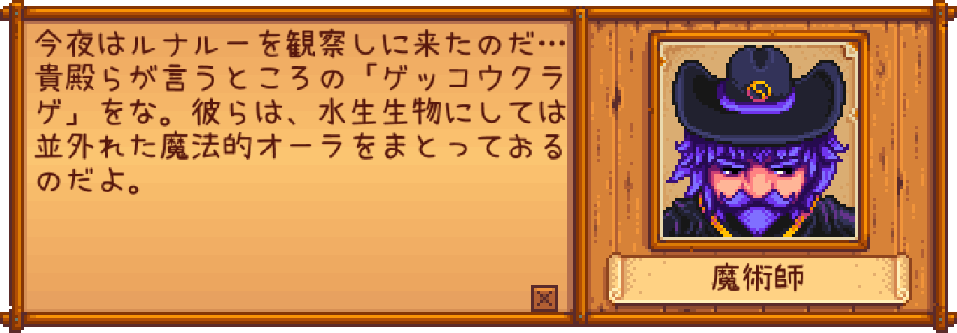 今夜はルナルーを観察しに来たのだ…
貴殿らが言うところの「ゲッコウクラ
ゲ」をな。彼らは、水生生物にしては
並外れた魔法的オーラをまとっておる
のだよ。
魔術師